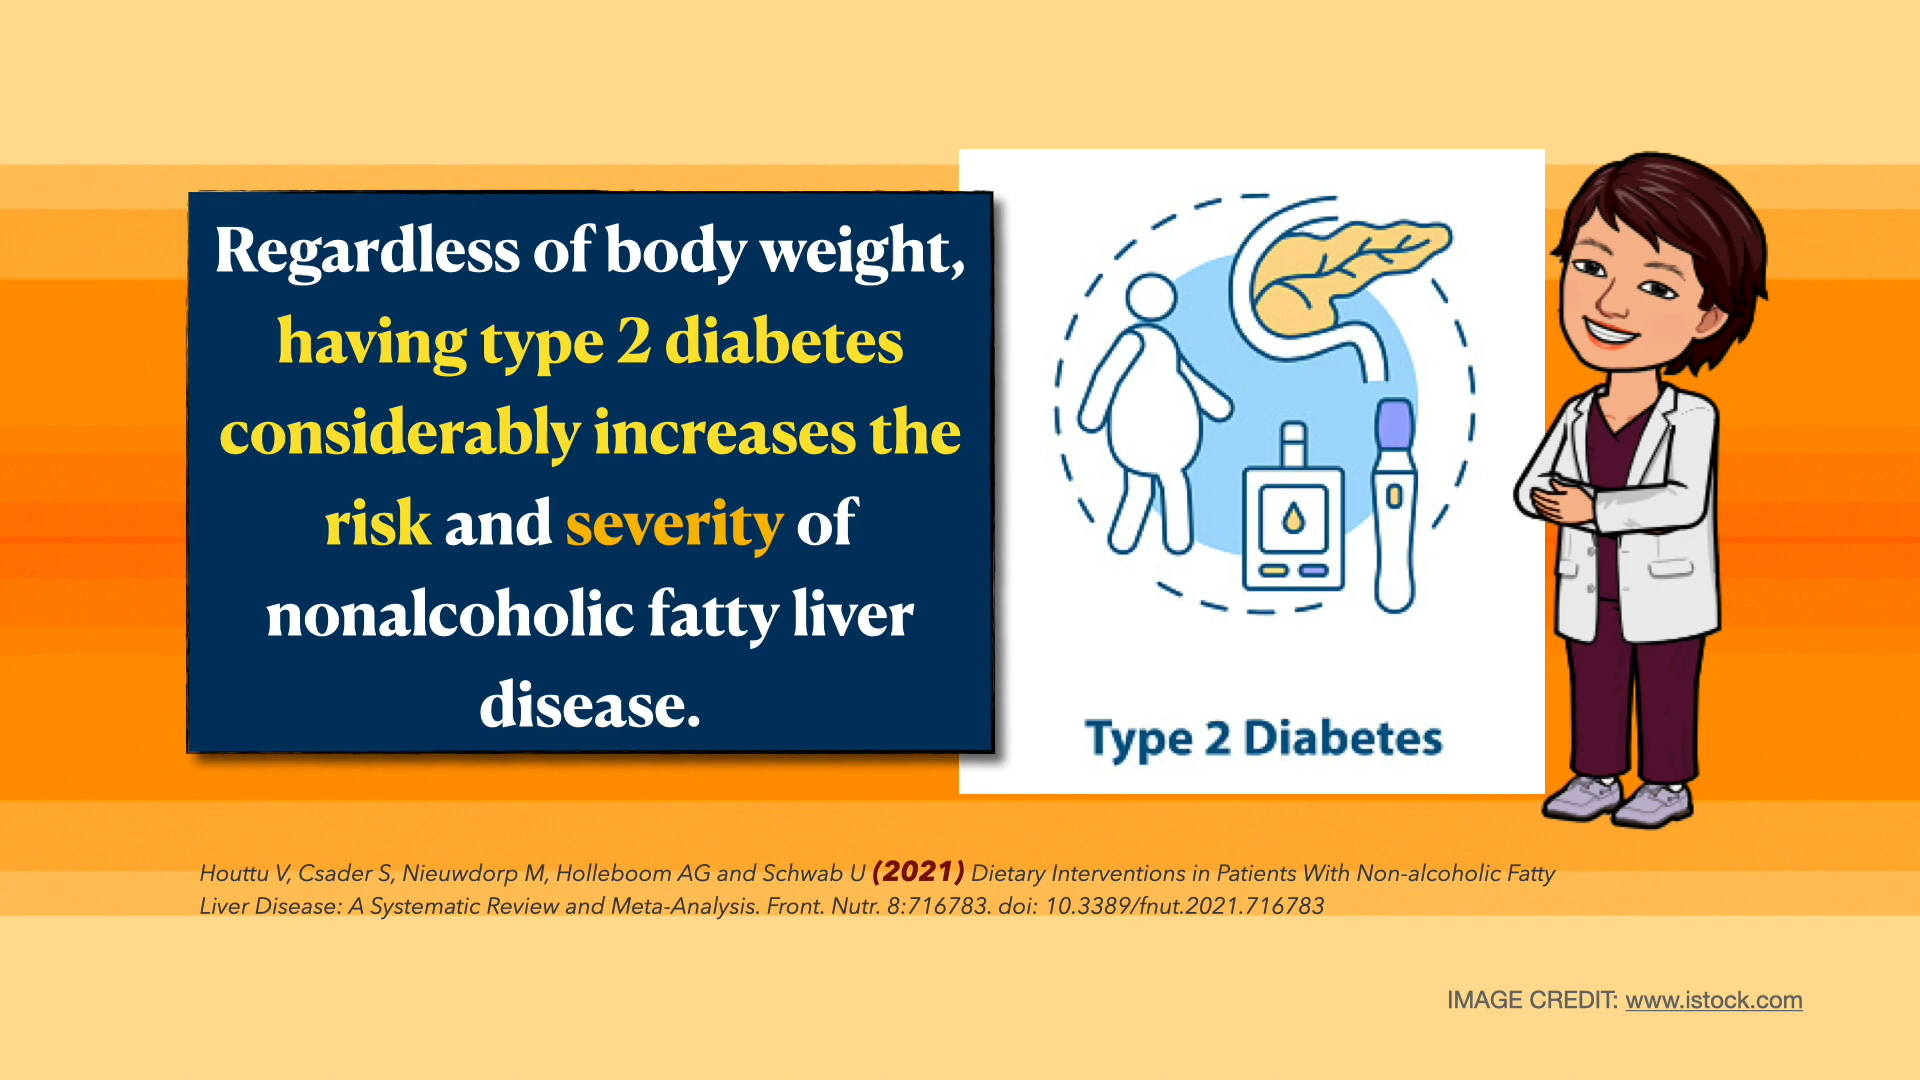 Regardless of body weight,
having type 2 diabetes
considerably increases the
risk and severity of
nonalcoholic fatty liver
disease.
Type 2 Diabetes
Houttu V, Csader S, Nieuwdorp M, Holleboom AG and Schwab U (2021) Dietary Interventions in Patients With Non-alcoholic Fatty
Liver Disease: A Systematic Review and Meta-Analysis. Front. Nutr. 8:716783. doi: 10.3389/fnut.2021.716783
IMAGE CREDIT: www.istock.com